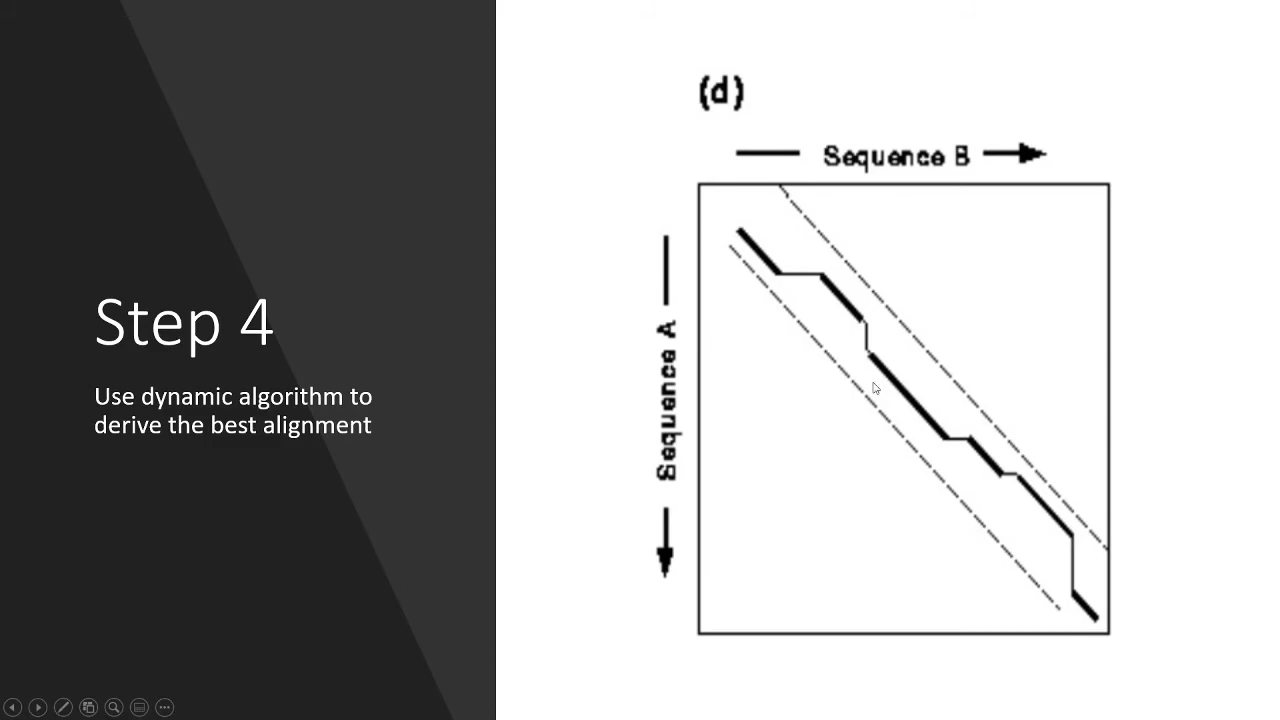 Step 4
Use dynamic algorithm to
derive the best alignment
(d)
Sequence B
Sequence A